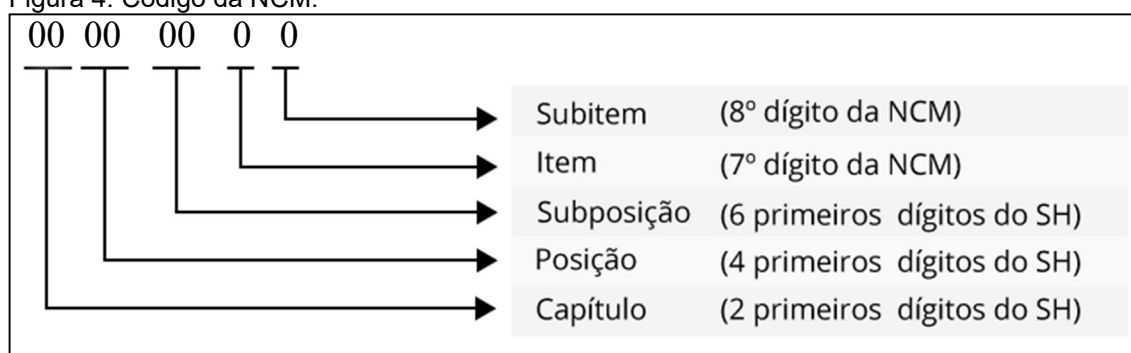 Figura 4: Código da NCM.
00 00 00 0 0
Subitem (8º dígito da NCM)
Item (7º dígito da NCM)
Subposição (6 primeiros dígitos do SH)
Posição (4 primeiros dígitos do SH)
Capítulo (2 primeiros dígitos do SH)